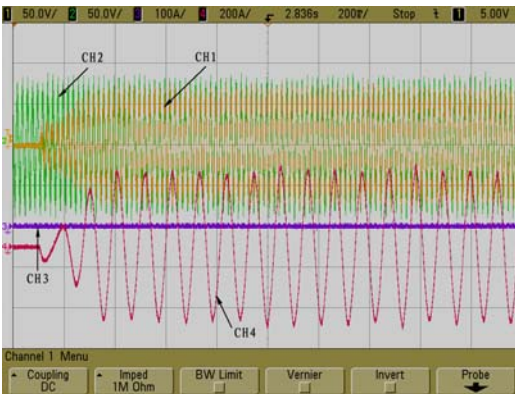 1 50.0V/ 2 50.0V/ 3 100A/ 4 200A/ 2.836s 200ms/ Stop 1 5.00V
CH2
CH1
CH3
CH4
Channel 1 Menu
Coupling
DC
Imped
1M Ohm
BW Limit
Vernier
Invert
Probe